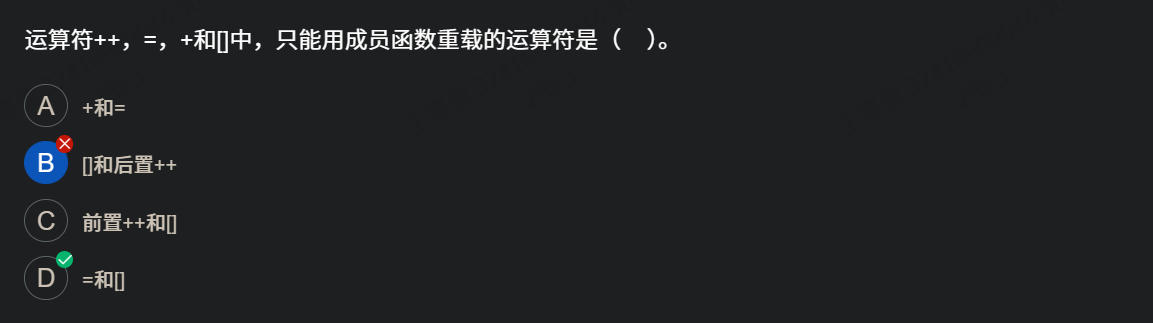 运算符++，=，+和[]中，只能用成员函数重载的运算符是（ ）。
A +和=
B []和后置++
C 前置++和[]
D =和[]